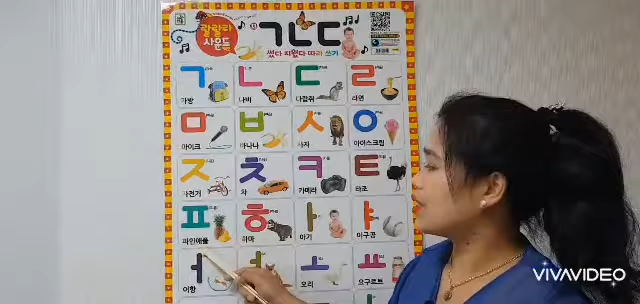 랄랄라
사운드
ㄱㄴㄷ
썼다 지웠다 따라 쓰기
ㄱ ㄴ ㄷ ㄹ
가방 나비 다람쥐 라면
ㅁ ㅂ ㅅ ㅇ
마이크 바나나 사자 아이스크림
ㅈ ㅊ ㅋ ㅌ
자전거 차 카메라 타조
ㅍ ㅎ ㅏ ㅑ
파인애플 하마 아기 야구공
ㅓ ㅕ ㅗ ㅛ
어항 오리 요구르트
VIVAVIDEO